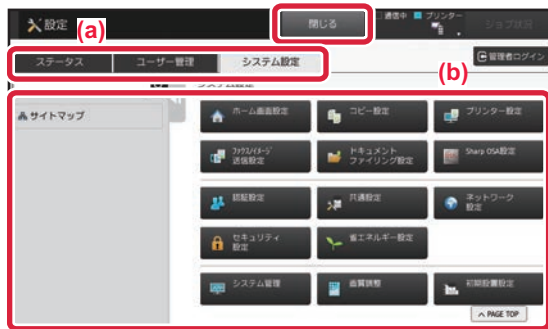 設定
(a)
閉じる
通信中
プリンター
ジョブ状況
ステータス
ユーザー管理
システム設定
管理者ログイン
(b)
システム設定
サイトマップ
ホーム画面設定
コピー設定
プリンター設定
ファクス/イメージ
送信設定
ドキュメント
ファイリング設定
Sharp OSA設定
認証設定
共通設定
ネットワーク
設定
セキュリティ
設定
省エネルギー設定
システム管理
画質調整
初期設置設定
PAGE TOP